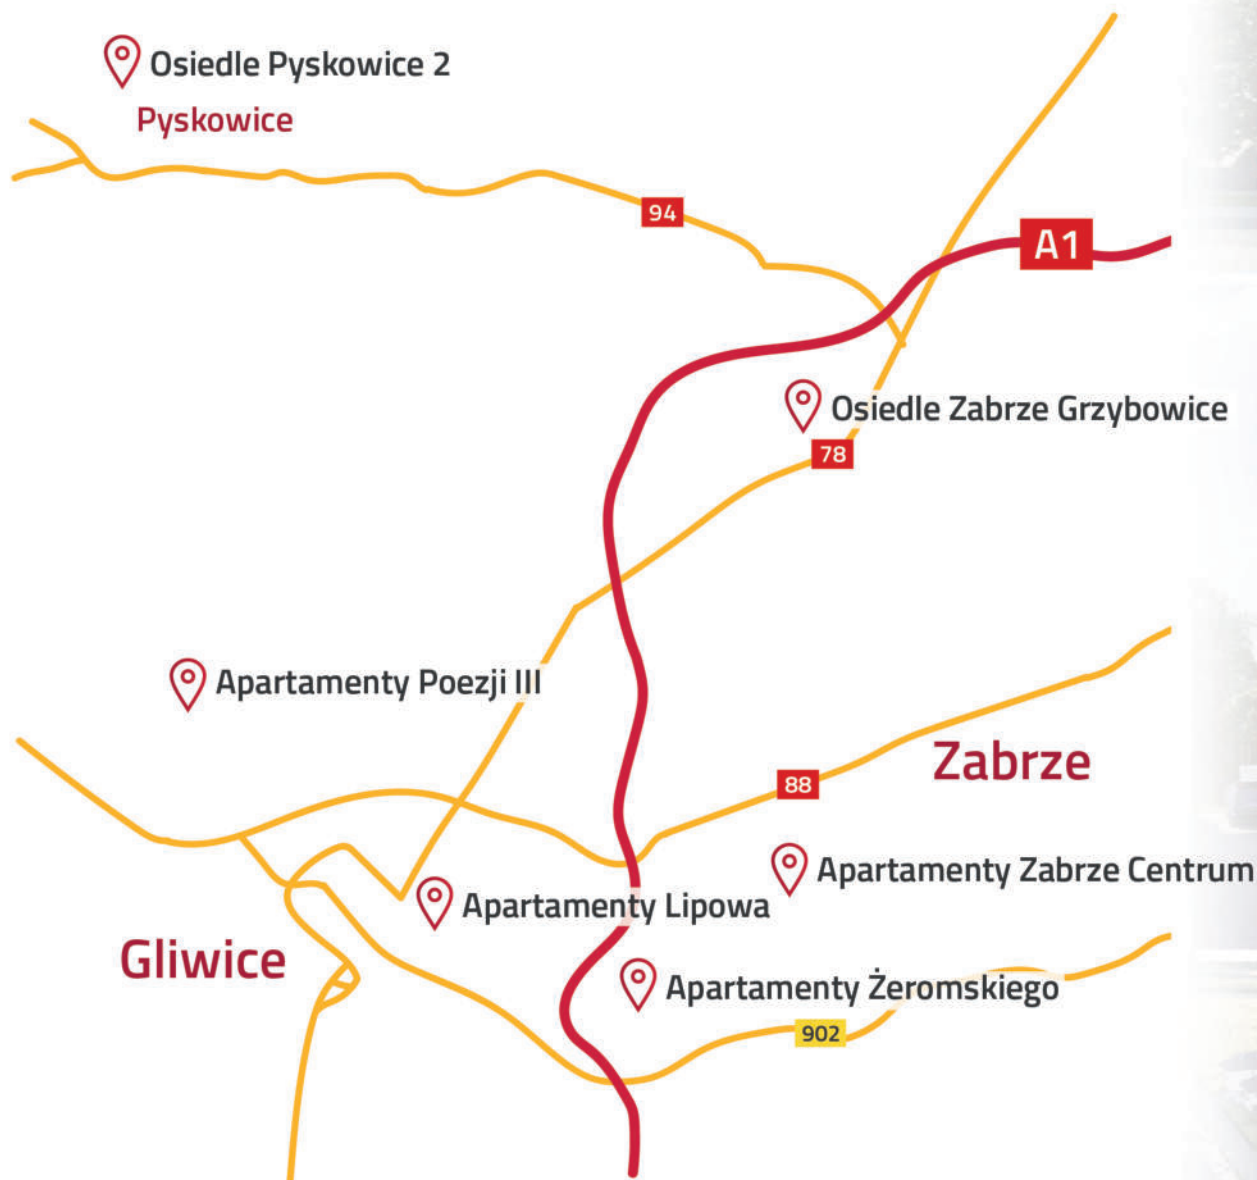 Osiedle Pyskowice 2
Pyskowice
94
A1
Osiedle Zabrze Grzybowice
78
Apartamenty Poezji III
Zabrze
88
Apartamenty Zabrze Centrum
Apartamenty Lipowa
Gliwice
Apartamenty Żeromskiego
902